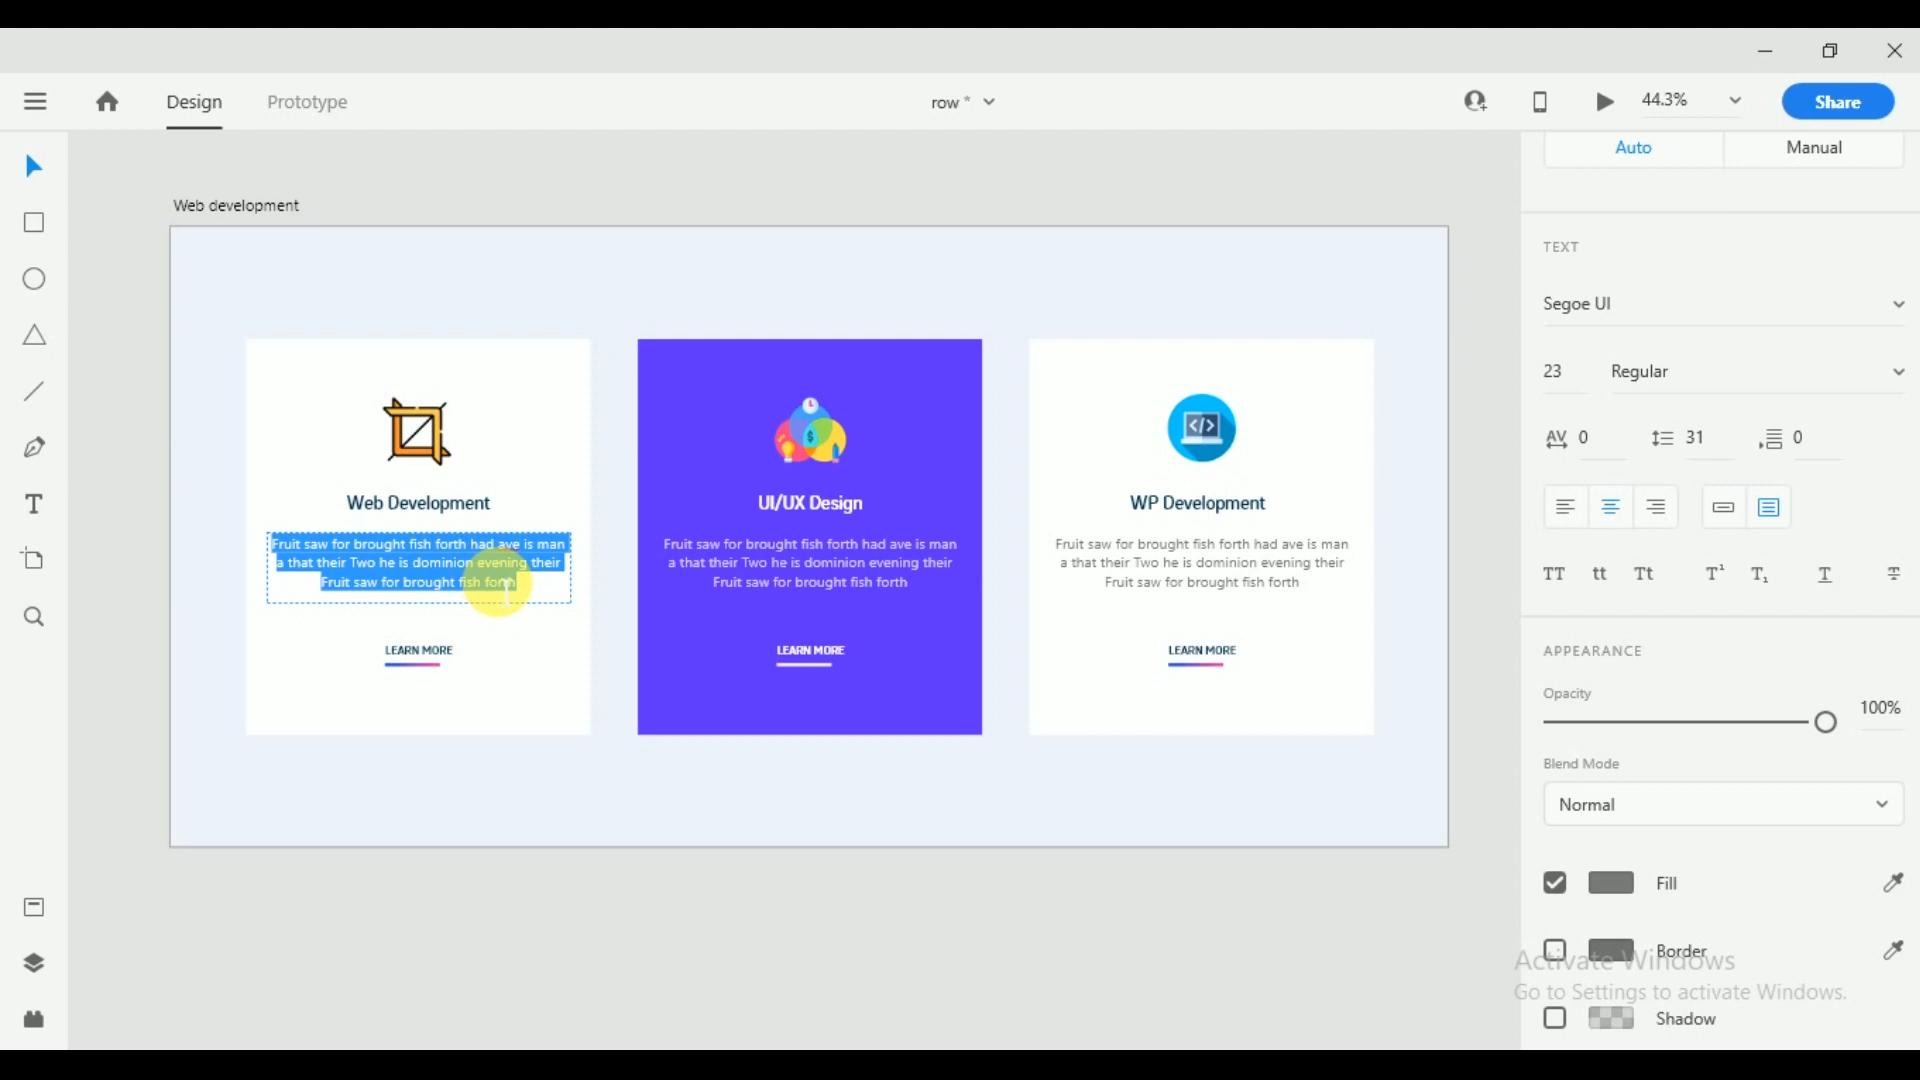 Design
Prototype
row *
44.3%
Share
Web development
Web Development
Fruit saw for brought fish forth had ave is man
a that their Two he is dominion evening their
Fruit saw for brought fish forth
LEARN MORE
UI/UX Design
Fruit saw for brought fish forth had ave is man
a that their Two he is dominion evening their
Fruit saw for brought fish forth
LEARN MORE
WP Development
Fruit saw for brought fish forth had ave is man
a that their Two he is dominion evening their
Fruit saw for brought fish forth
LEARN MORE
Auto
Manual
TEXT
Segoe UI
23
Regular
AV 0
31
0
TT tt Tt T¹ T₁ T T
APPEARANCE
Opacity
100%
Blend Mode
Normal
Fill
Border
Shadow
Activate Windows
Go to Settings to activate Windows.